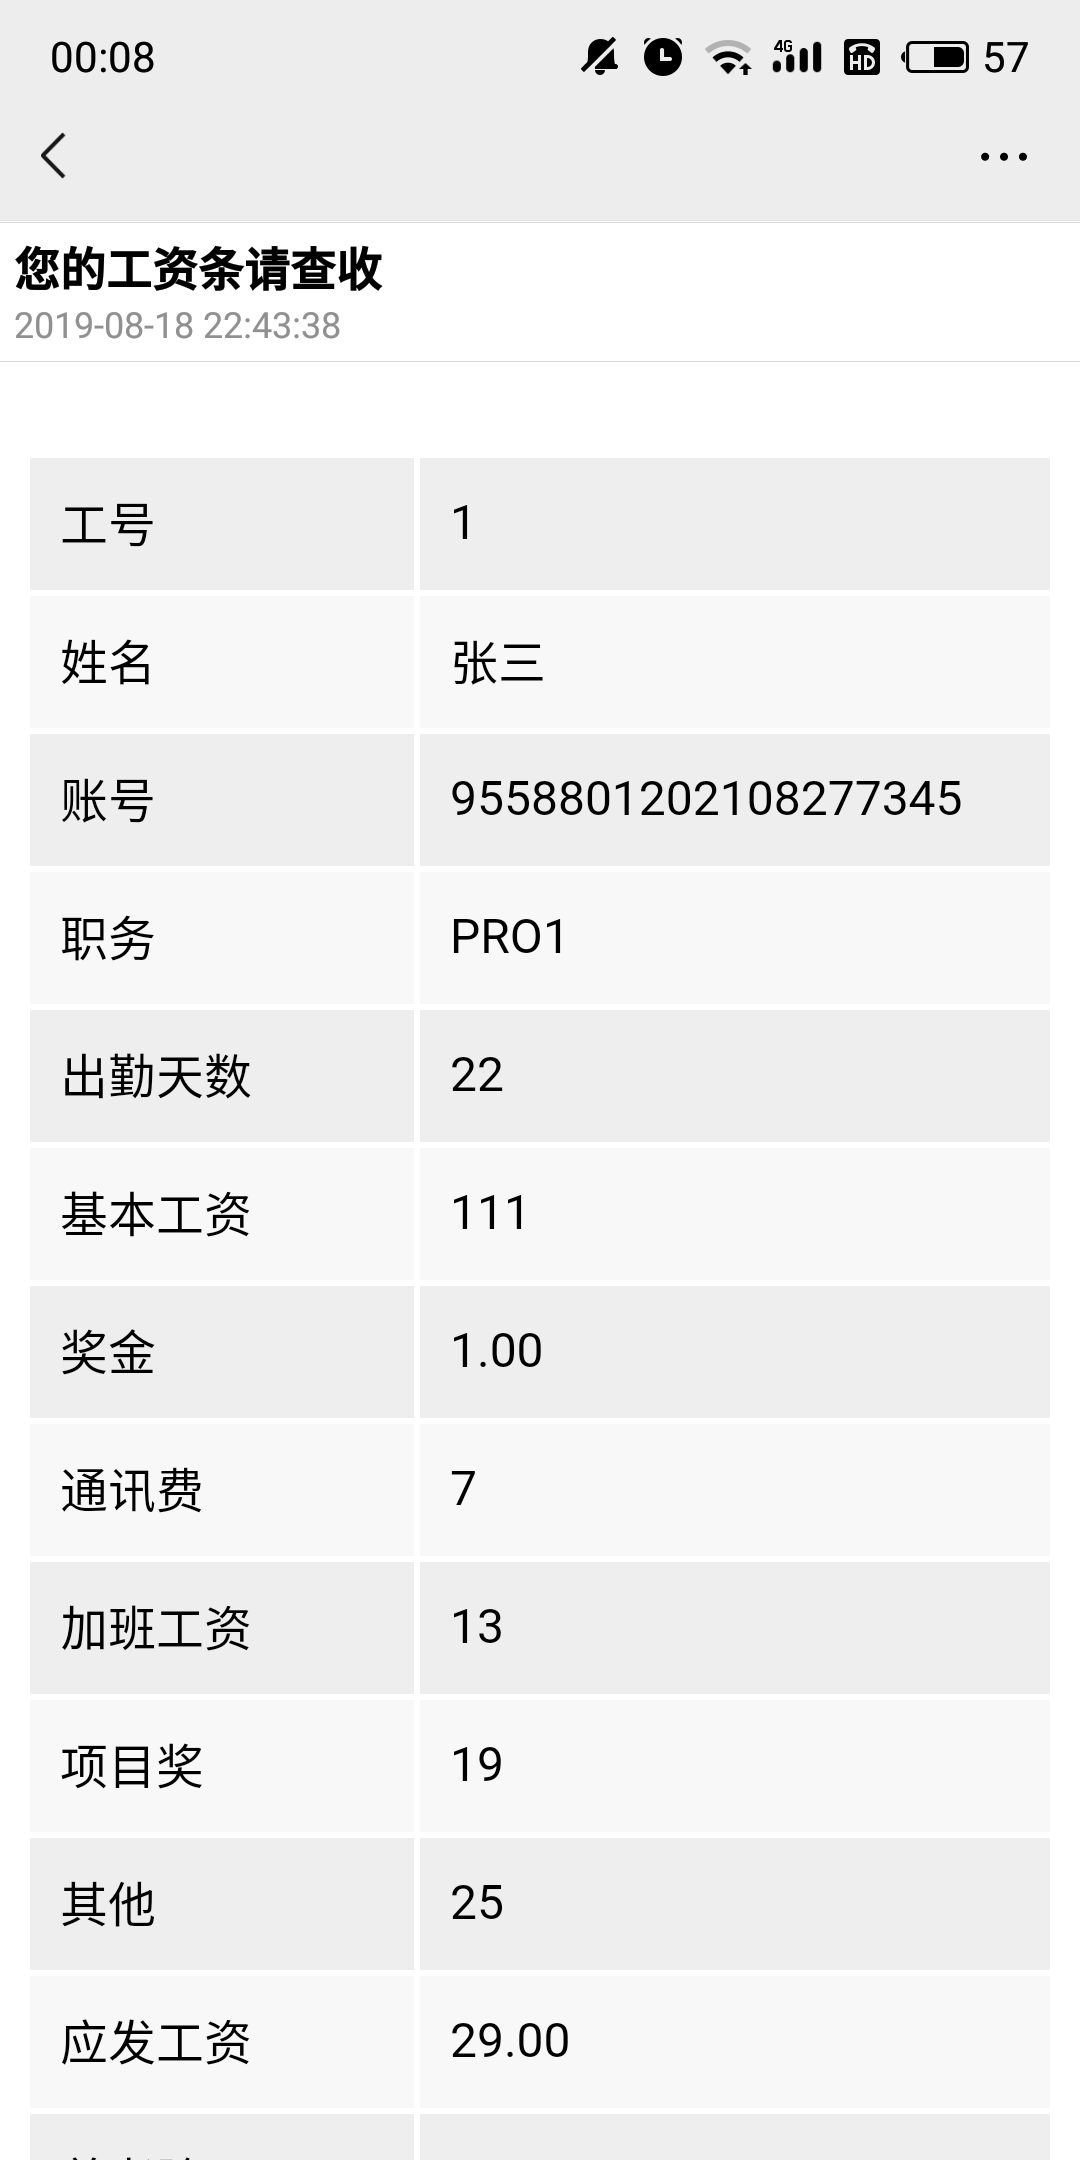 00:08 4G HD 57
您的工资条请查收
2019-08-18 22:43:38
工号 1
姓名 张三
账号 9558801202108277345
职务 PRO1
出勤天数 22
基本工资 111
奖金 1.00
通讯费 7
加班工资 13
项目奖 19
其他 25
应发工资 29.00